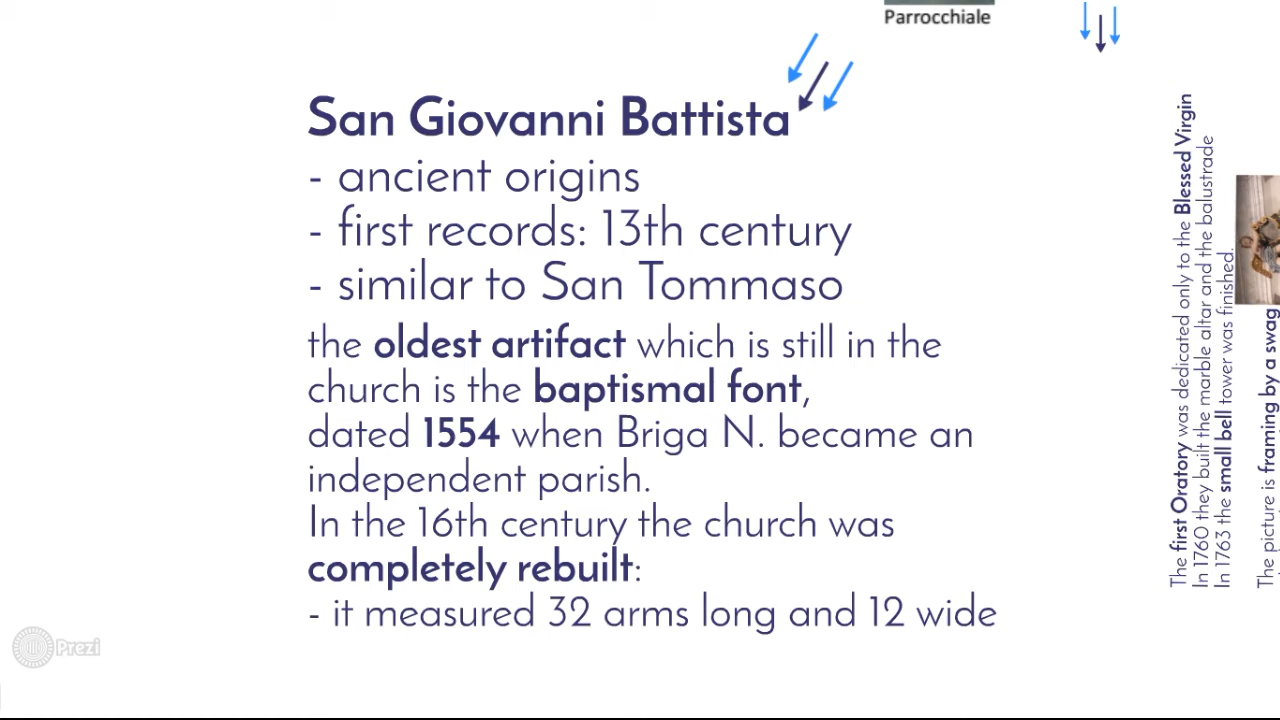 Parrocchiale
San Giovanni Battista
- ancient origins
- first records: 13th century
- similar to San Tommaso
the oldest artifact which is still in the
church is the baptismal font,
dated 1554 when Briga N. became an
independent parish.
In the 16th century the church was
completely rebuilt:
- it measured 32 arms long and 12 wide
The first Oratory was dedicated only to the Blessed Virgin
In 1760 they built the marble altar and the balustrade
In 1763 the small bell tower was finished.
The picture is framing by a swag
Prezi